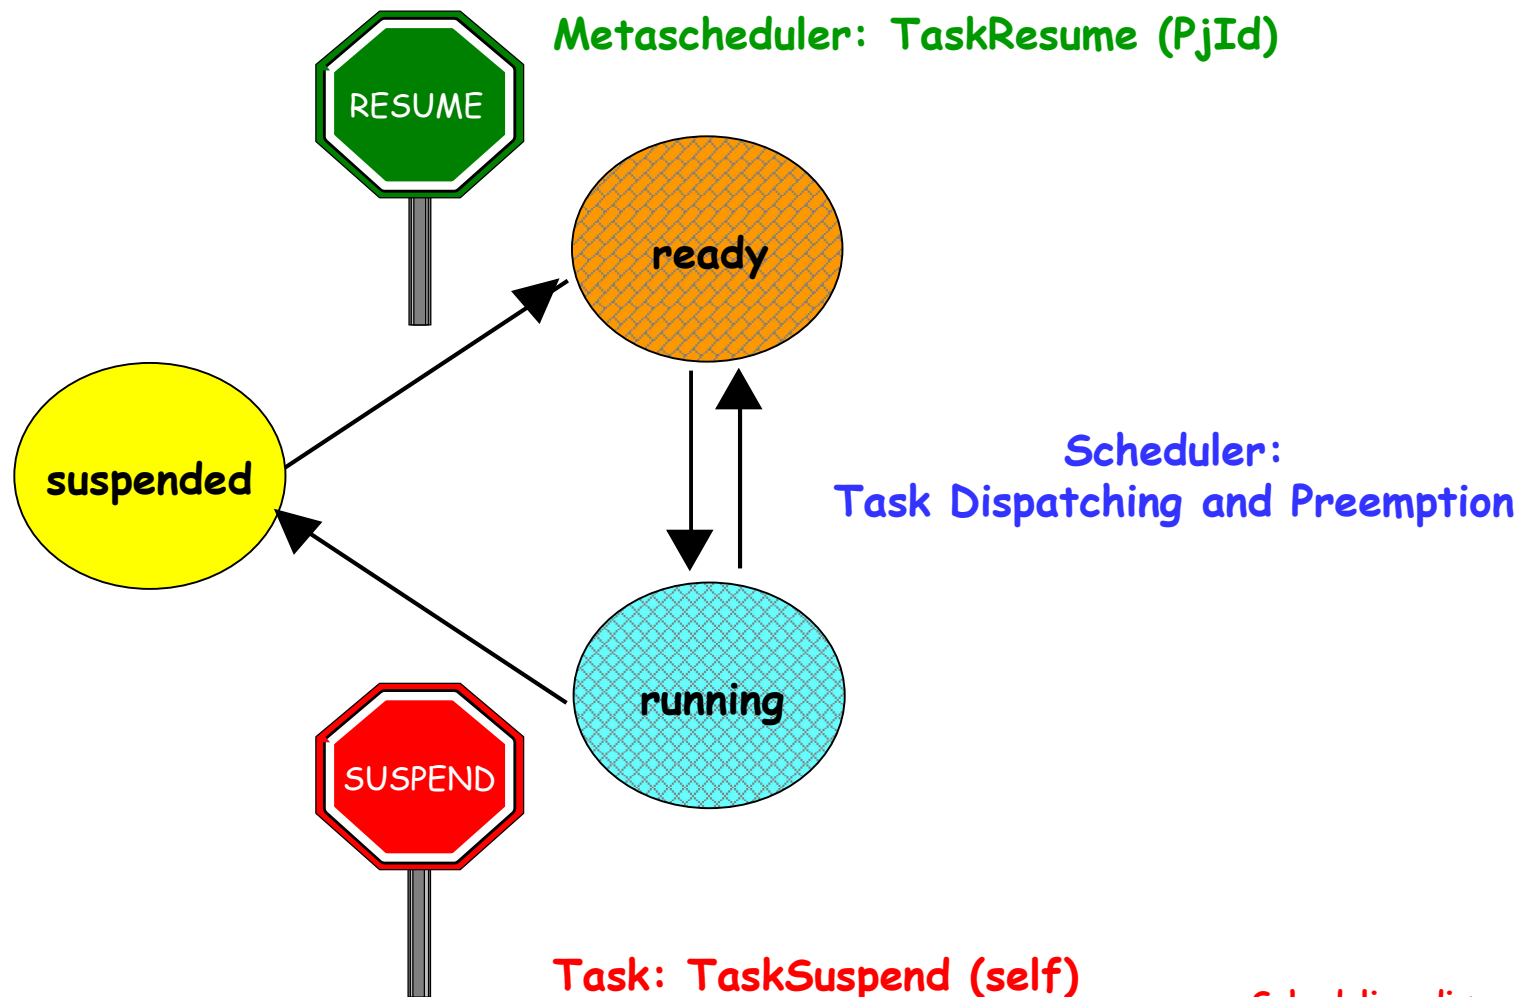 Metascheduler: TaskResume (PjId)
RESUME
ready
suspended
Scheduler:
Task Dispatching and Preemption
running
SUSPEND
Task: TaskSuspend (self)